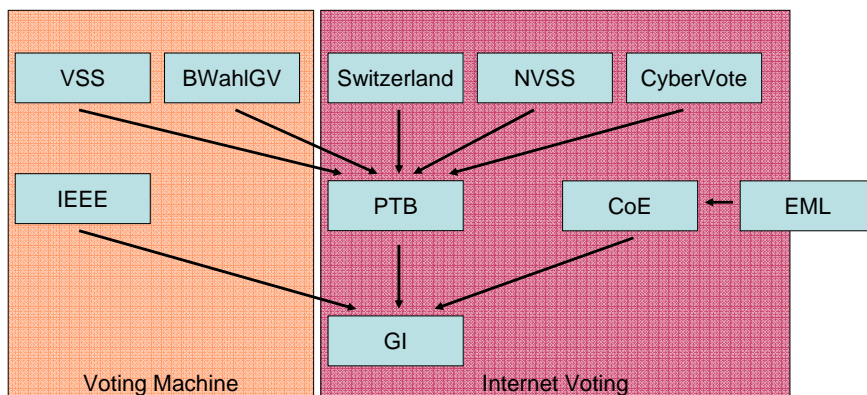 VSS
BWahlGV
Switzerland
NVSS
CyberVote
IEEE
PTB
CoE
EML
GI
Voting Machine
Internet Voting